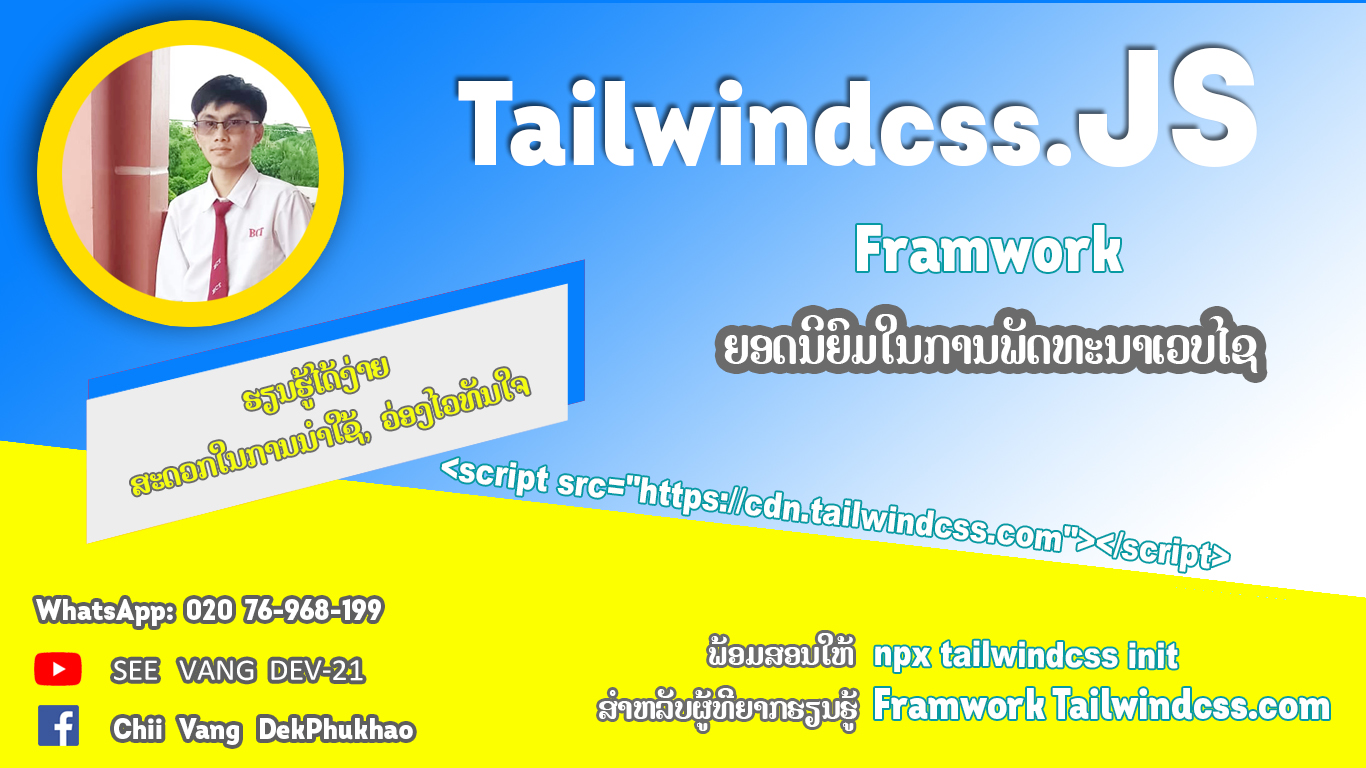 Tailwindcss.JS
Framwork
ຍອດນິຍົມໃນການພັດທະນາເວບໄຊ
BCT
ຮຽນຮູ້ໄດ້ງ່າຍ
ສະດວກໃນການນຳໃຊ້, ວ່ອງໄວທັນໃຈ
<script src="https://cdn.tailwindcss.com"></script>
WhatsApp: 020 76-968-199
SEE VANG DEV-21
Chii Vang DekPhukhao
ພ້ອມສອນໃຫ້ npx tailwindcss init
ສຳຫລັບຜູ້ທີ່ຍາກຮຽນຮູ້ Framwork Tailwindcss.com